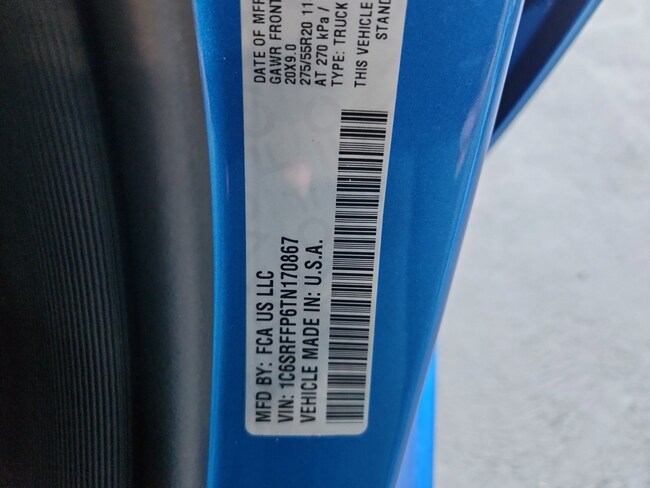 MFD BY: FCA US LLC
VIN: 1C6SRFFP6TN170867
VEHICLE MADE IN: U.S.A.
DATE OF MFR
GAWR FRONT
20X9.0
275/55R20 11
AT 270 kPa /
TYPE: TRUCK
THIS VEHICLE
STAND